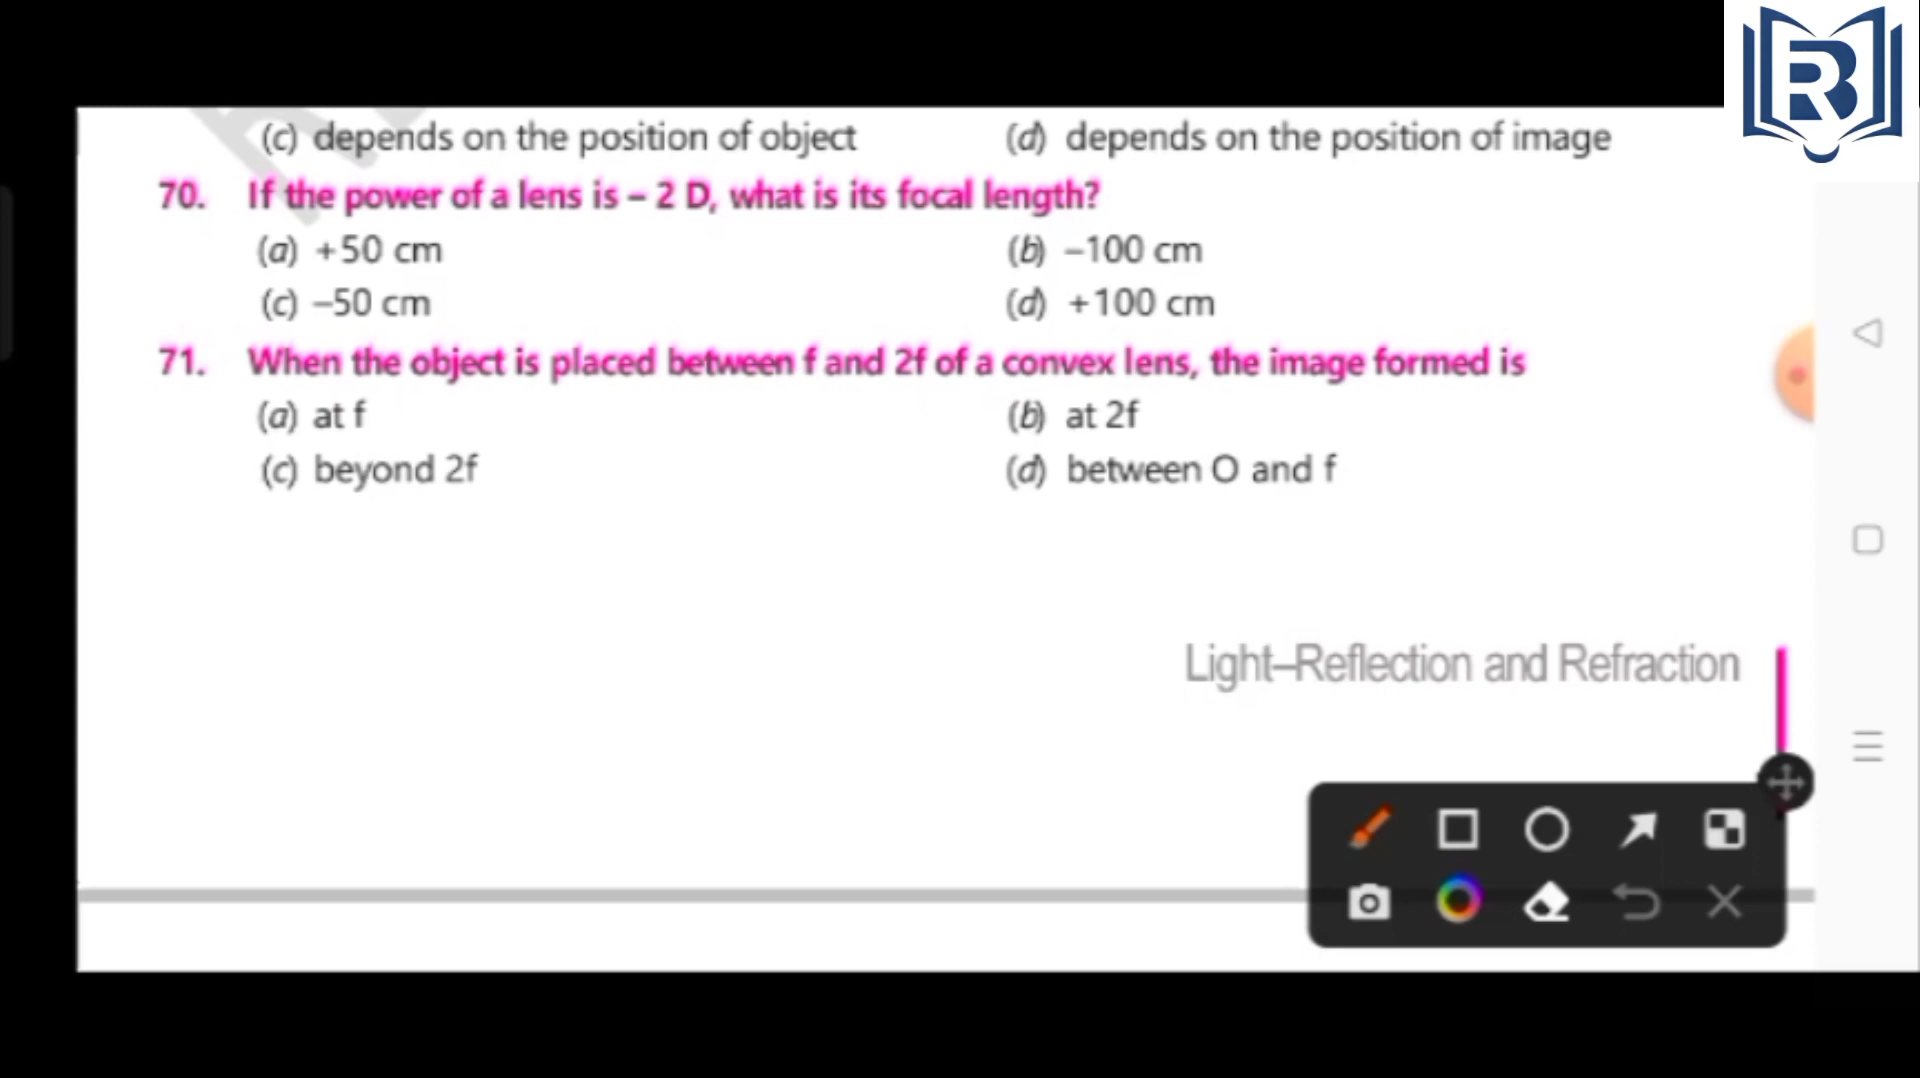 (c) depends on the position of object (d) depends on the position of image
70. If the power of a lens is – 2 D, what is its focal length?
(a) +50 cm (b) –100 cm
(c) –50 cm (d) +100 cm
71. When the object is placed between f and 2f of a convex lens, the image formed is
(a) at f (b) at 2f
(c) beyond 2f (d) between O and f
Light–Reflection and Refraction